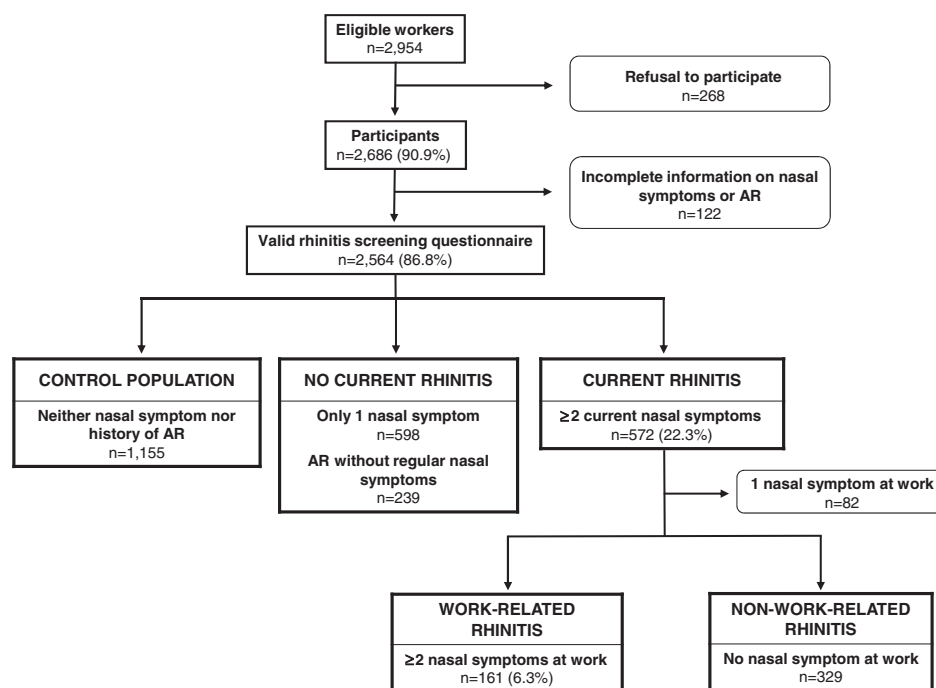 Eligible workers
n=2,954
Refusal to participate
n=268
Participants
n=2,686 (90.9%)
Incomplete information on nasal
symptoms or AR
n=122
Valid rhinitis screening questionnaire
n=2,564 (86.8%)
CONTROL POPULATION
Neither nasal symptom nor
history of AR
n=1,155
NO CURRENT RHINITIS
Only 1 nasal symptom
n=598
AR without regular nasal
symptoms
n=239
CURRENT RHINITIS
≥2 current nasal symptoms
n=572 (22.3%)
1 nasal symptom at work
n=82
WORK-RELATED
RHINITIS
≥2 nasal symptoms at work
n=161 (6.3%)
NON-WORK-RELATED
RHINITIS
No nasal symptom at work
n=329